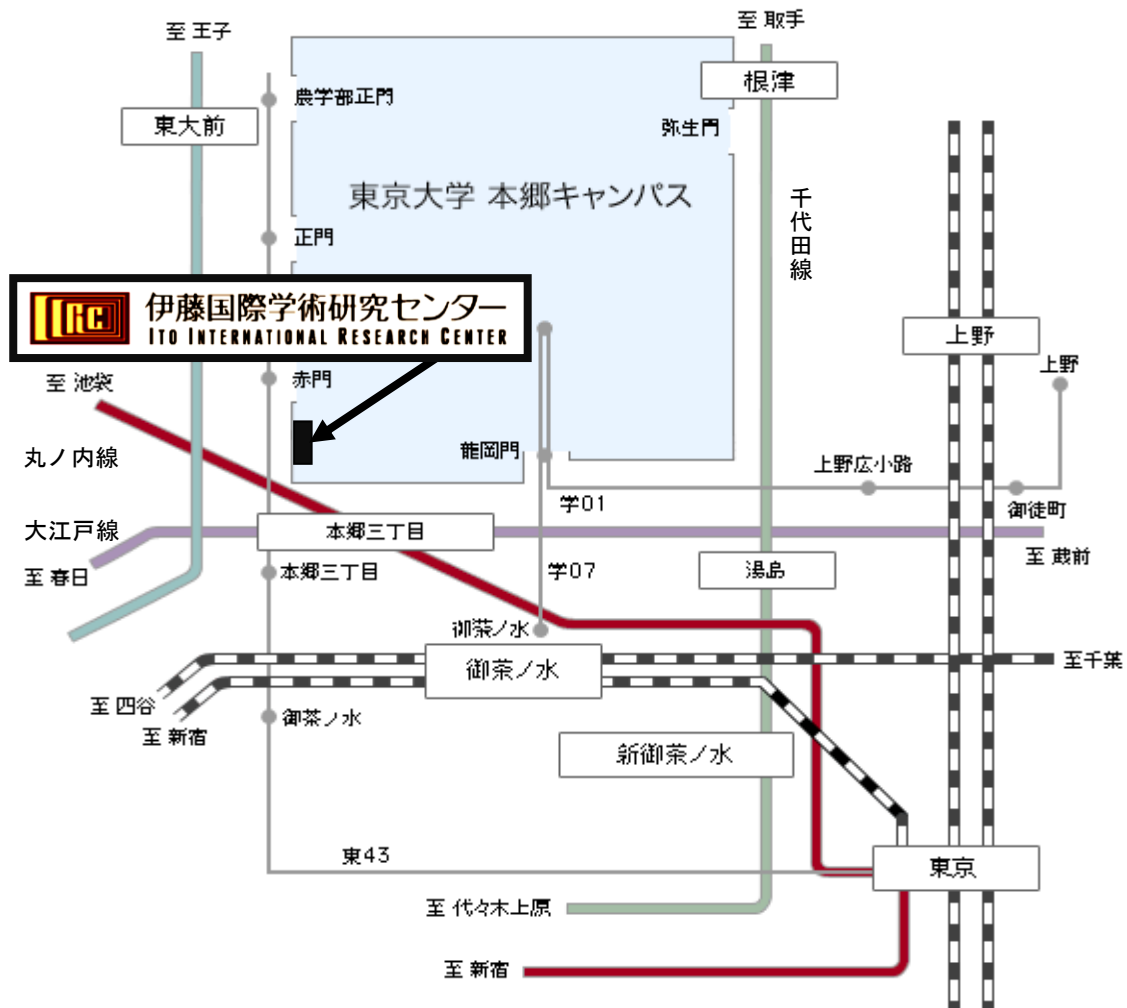 至 王子
至 取手
農学部正門
根津
東大前
弥生門
東京大学 本郷キャンパス
千代田線
正門
IIRC 伊藤国際学術研究センター
ITO INTERNATIONAL RESEARCH CENTER
上野
上野
赤門
至 池袋
丸ノ内線
龍岡門
上野広小路
学01
御徒町
大江戸線
本郷三丁目
至 蔵前
至 春日
本郷三丁目
学07
湯島
御茶ノ水
御茶ノ水
至千葉
至 四谷
御茶ノ水
至 新宿
新御茶ノ水
東43
東京
至 代々木上原
至 新宿